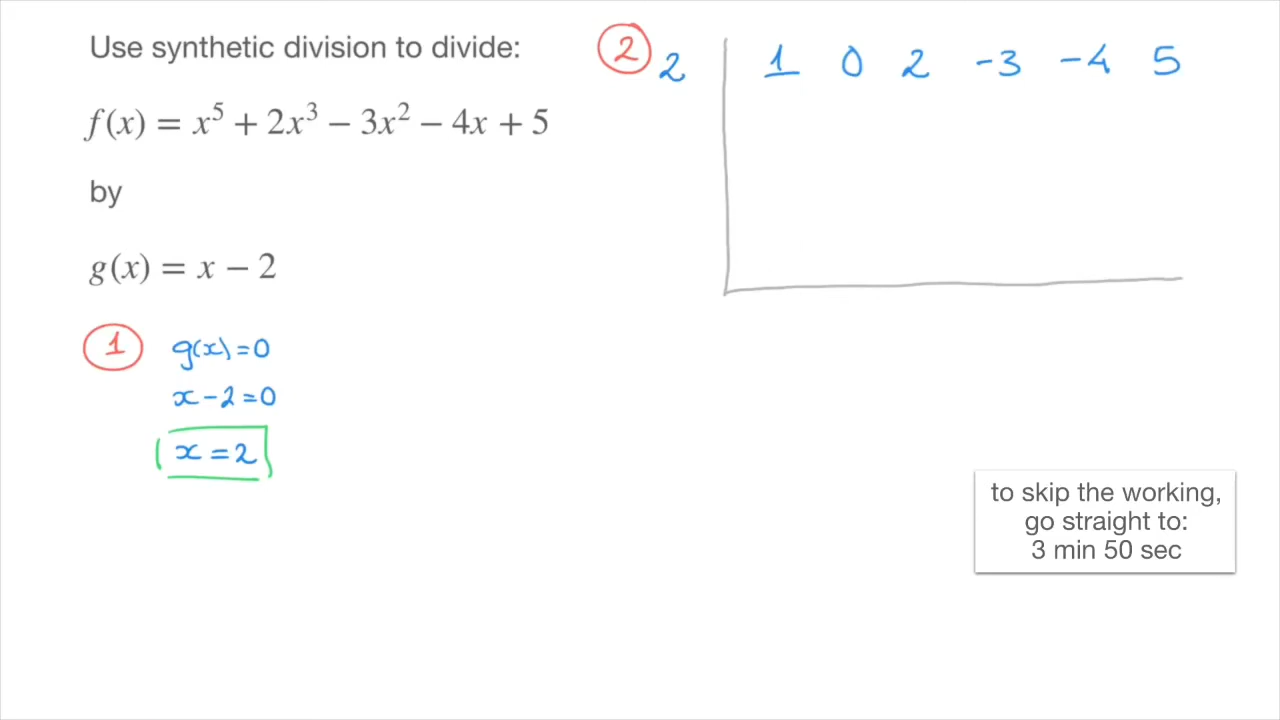 Use synthetic division to divide:
f(x) = x⁵ + 2x³ − 3x² − 4x + 5
by
g(x) = x − 2
1 g(x)=0
x-2=0
x=2
2 2 1 0 2 -3 -4 5
to skip the working,
go straight to:
3 min 50 sec